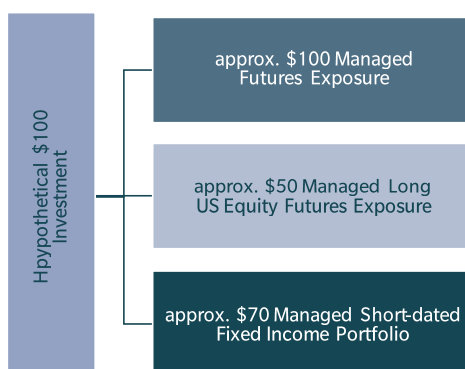 Hpypothetical $100
Investment
approx. $100 Managed
Futures Exposure
approx. $50 Managed Long
US Equity Futures Exposure
approx. $70 Managed Short-dated
Fixed Income Portfolio